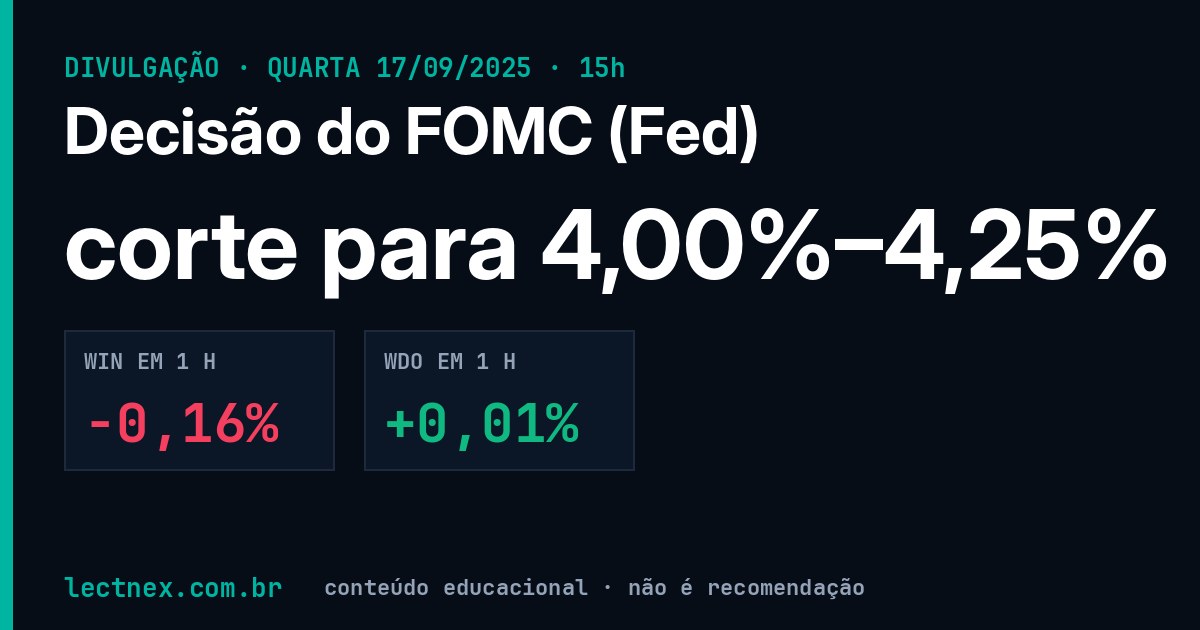 DIVULGAÇÃO · QUARTA 17/09/2025 · 15h
Decisão do FOMC (Fed)
corte para 4,00%–4,25%
WIN EM 1 H
-0,16%
WDO EM 1 H
+0,01%
lectnex.com.br
conteúdo educacional · não é recomendação